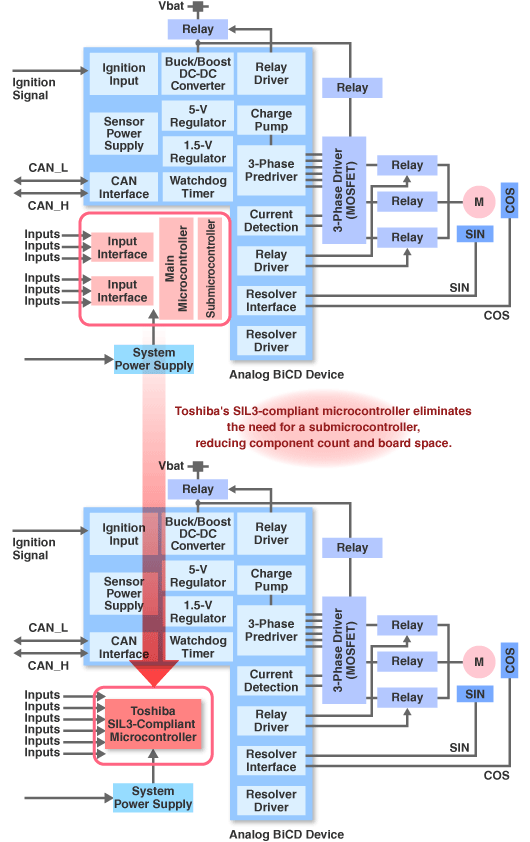 Vbat
Relay
Ignition
Input
Buck/Boost
DC-DC
Converter
Relay
Driver
Ignition
Signal
Relay
5-V
Regulator
Charge
Pump
Sensor
Power
Supply
1.5-V
Regulator
3-Phase
Predriver
3-Phase Driver
(MOSFET)
Relay
CAN_L
CAN_H
CAN
Interface
Watchdog
Timer
Relay
M
COS
Current
Detection
Relay
SIN
Inputs
Inputs
Inputs
Input
Interface
Main
Microcontroller
Submicrocontroller
Relay
Driver
Inputs
Inputs
Inputs
Input
Interface
Resolver
Interface
SIN
COS
Resolver
Driver
System
Power Supply
Analog BiCD Device
Toshiba's SIL3-compliant microcontroller eliminates
the need for a submicrocontroller,
reducing component count and board space.
Vbat
Relay
Ignition
Input
Buck/Boost
DC-DC
Converter
Relay
Driver
Ignition
Signal
Relay
5-V
Regulator
Charge
Pump
Sensor
Power
Supply
1.5-V
Regulator
3-Phase
Predriver
3-Phase Driver
(MOSFET)
Relay
CAN_L
CAN_H
CAN
Interface
Watchdog
Timer
Relay
M
COS
Current
Detection
Relay
SIN
Inputs
Inputs
Inputs
Inputs
Inputs
Inputs
Toshiba
SIL3-Compliant
Microcontroller
Relay
Driver
Resolver
Interface
SIN
COS
System
Power Supply
Resolver
Driver
Analog BiCD Device